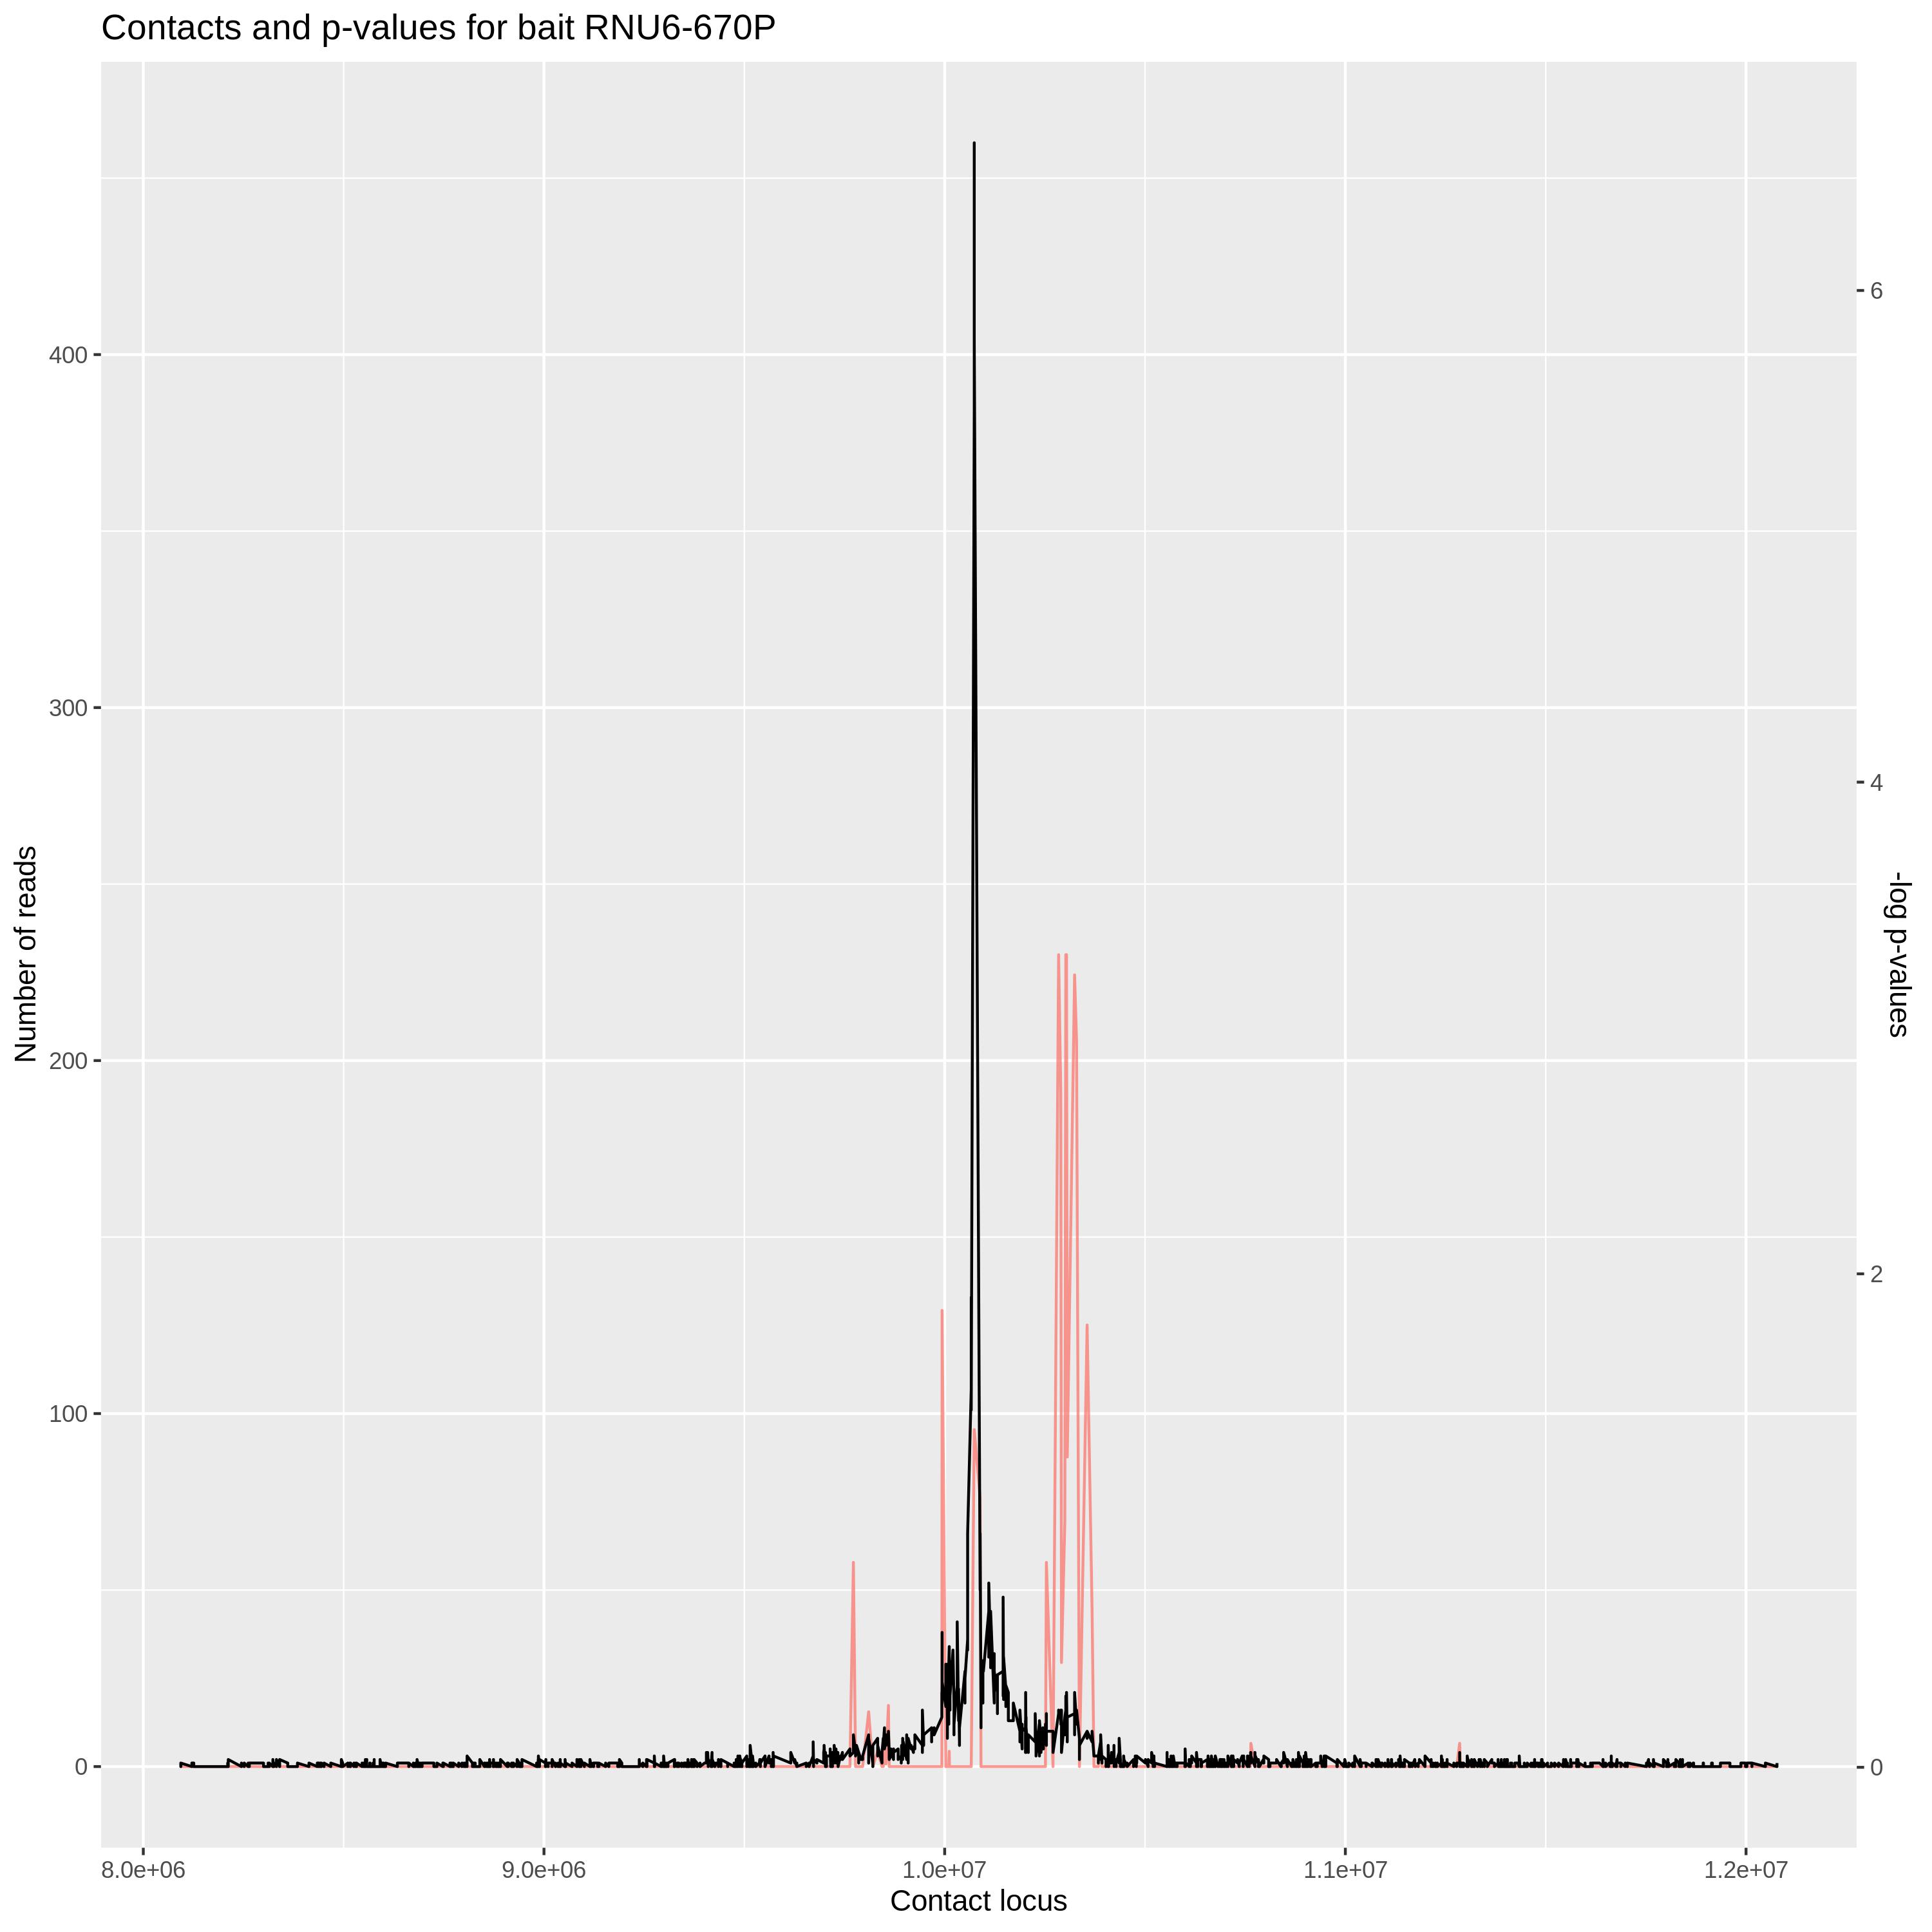 Contacts and p-values for bait RNU6-670P
Number of reads
400
300
200
100
0
6
4
2
0
-log p-values
8.0e+06
9.0e+06
1.0e+07
1.1e+07
1.2e+07
Contact locus